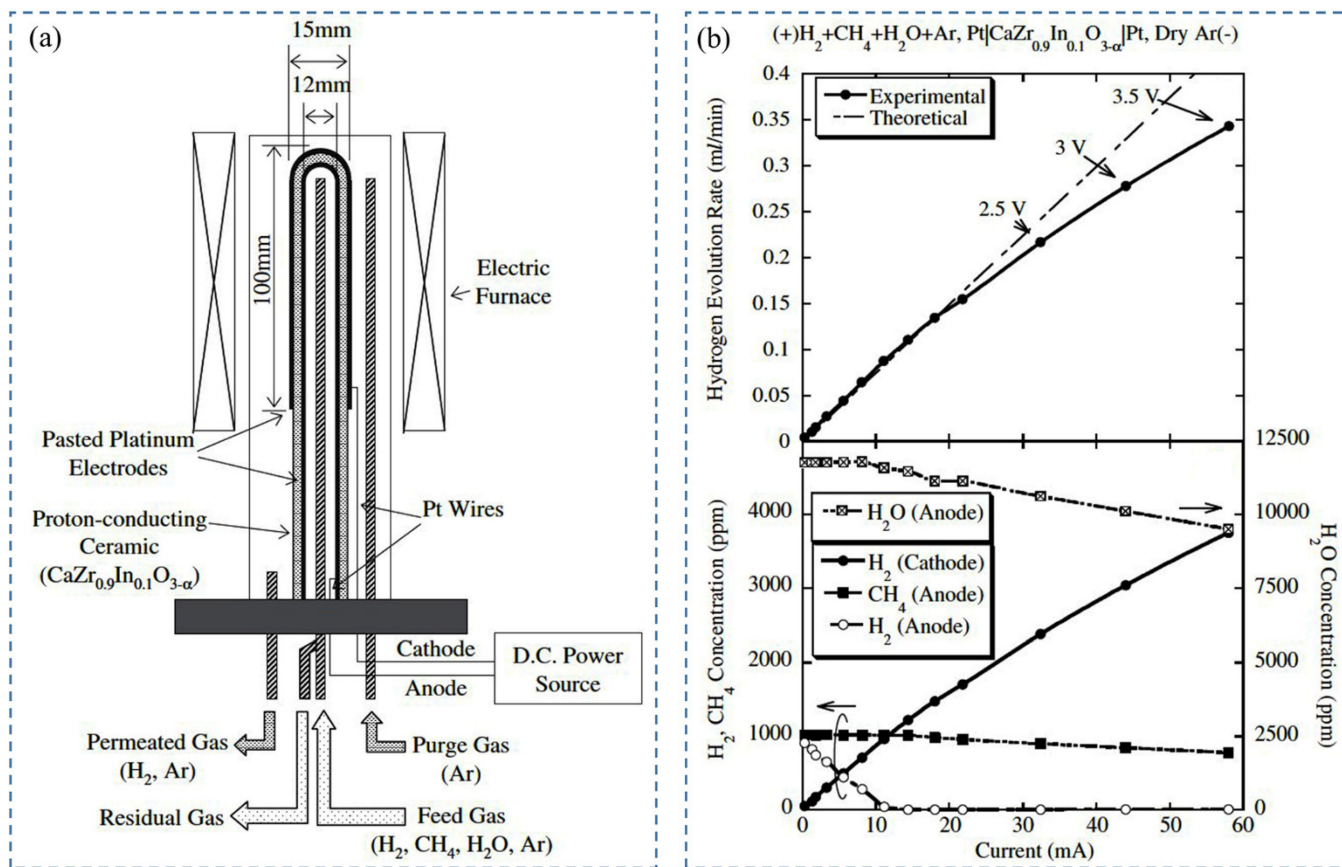 (a)
15mm
12mm
100mm
Electric
Furnace
Pasted Platinum
Electrodes
Proton-conducting
Ceramic
(CaZr0.9In0.1O3-α)
Pt Wires
Cathode
Anode
D.C. Power
Source
Permeated Gas
(H2, Ar)
Purge Gas
(Ar)
Residual Gas
Feed Gas
(H2, CH4, H2O, Ar)
(b)
(+)H2+CH4+H2O+Ar, Pt|CaZr0.9In0.1O3-α|Pt, Dry Ar(-)
Hydrogen Evolution Rate (ml/min)
0.4
0.35
0.3
0.25
0.2
0.15
0.1
0.05
0
Experimental
Theoretical
3.5 V
3 V
2.5 V
H2, CH4 Concentration (ppm)
4000
3000
2000
1000
0
H2O (Anode)
H2 (Cathode)
CH4 (Anode)
H2 (Anode)
12500
10000
7500
5000
2500
0
H2O Concentration
(ppm)
0 10 20 30 40 50 60
Current (mA)